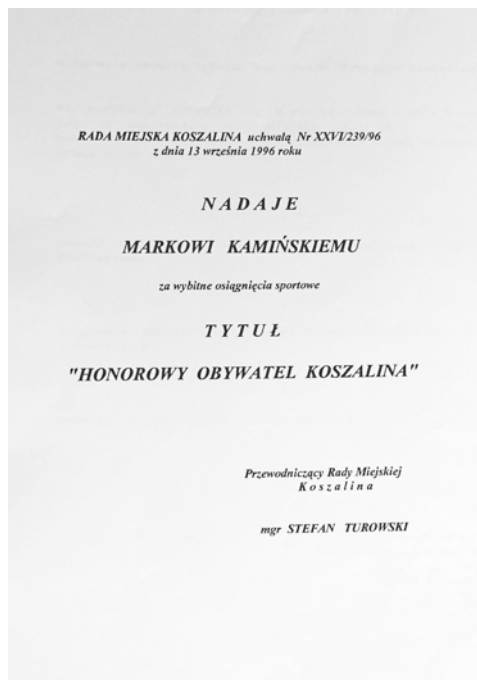 RADA MIEJSKA KOSZALINA uchwałą Nr XXVI/239/96
z dnia 13 września 1996 roku
N A D A J E
MARKOWI KAMIŃSKIEMU
za wybitne osiągnięcia sportowe
T Y T U Ł
"HONOROWY OBYWATEL KOSZALINA"
Przewodniczący Rady Miejskiej
K o s z a l i n a
mgr STEFAN TUROWSKI